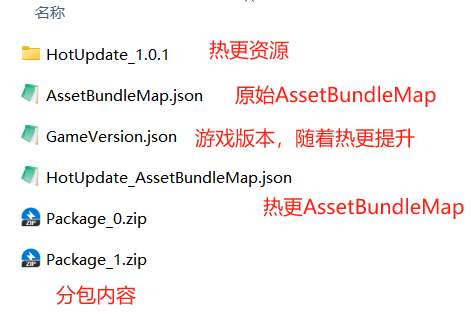 名称
HotUpdate_1.0.1 热更资源
AssetBundleMap.json 原始AssetBundleMap
GameVersion.json 游戏版本，随着热更提升
HotUpdate_AssetBundleMap.json
热更AssetBundleMap
Package_0.zip
Package_1.zip
分包内容